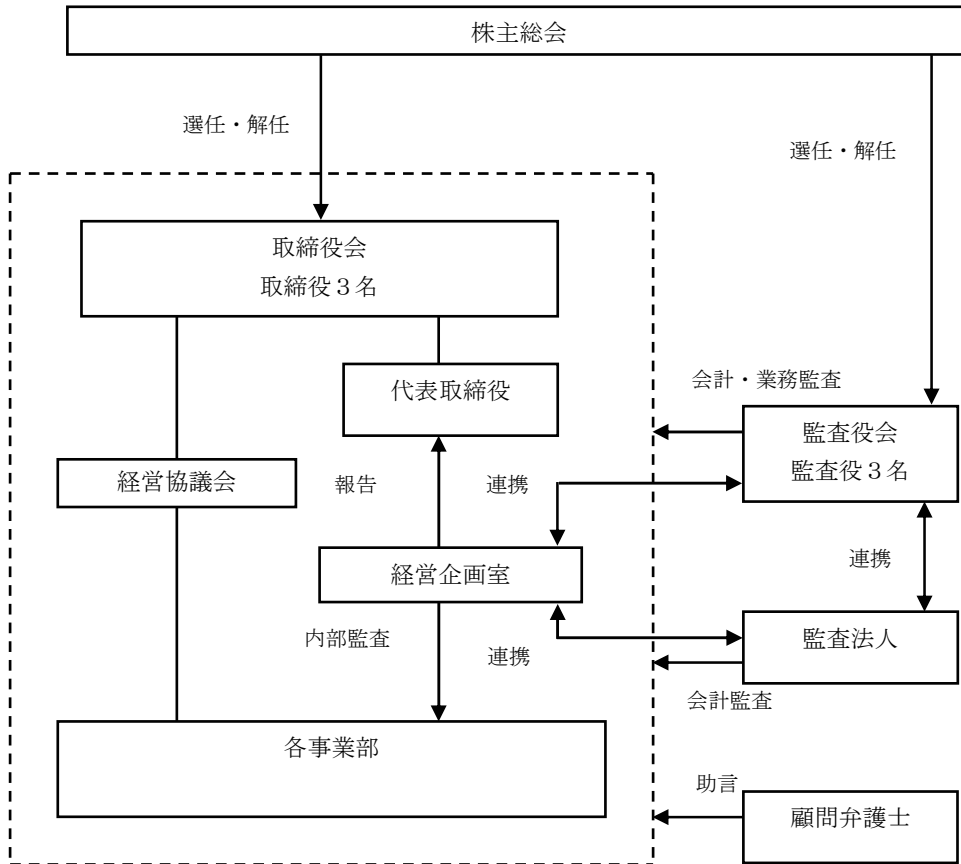 株主総会
選任・解任
選任・解任
取締役会
取締役３名
代表取締役
会計・業務監査
監査役会
監査役３名
経営協議会
報告
連携
経営企画室
連携
内部監査
連携
監査法人
会計監査
各事業部
助言
顧問弁護士